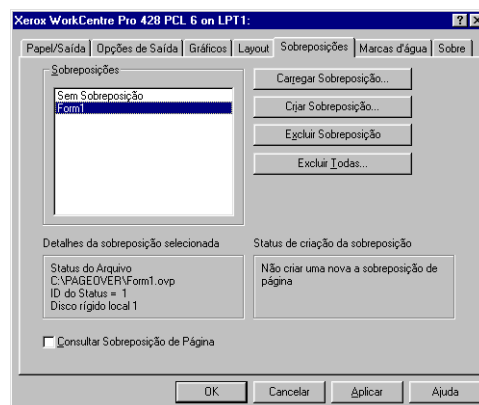 Xerox WorkCentre Pro 428 PCL 6 on LPT1:
Papel/Saída Opções de Saída Gráficos Layout Sobreposições Marcas d'água Sobre
Sobreposições
Sem Sobreposição
Form1
Carregar Sobreposição...
Criar Sobreposição...
Excluir Sobreposição
Excluir Todas...
Detalhes da sobreposição selecionada
Status do Arquivo
C:\PAGEOVER\Form1.ovp
ID do Status = 1
Disco rígido local 1
Status de criação da sobreposição
Não criar uma nova a sobreposição de
página
Consultar Sobreposição de Página
OK Cancelar Aplicar Ajuda